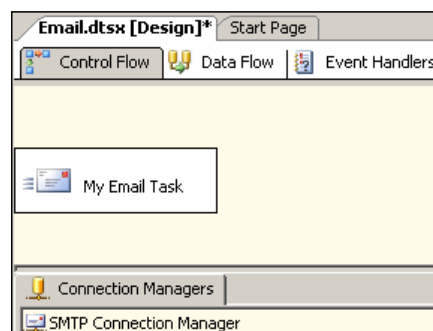 Email.dtsx [Design]* Start Page
Control Flow Data Flow Event Handlers
My Email Task
Connection Managers
SMTP Connection Manager